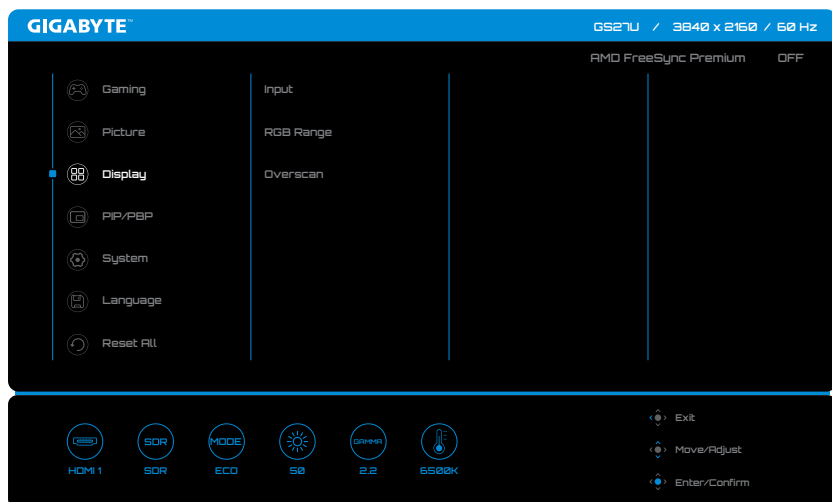 GIGABYTE™
GS27U / 3840 x 2160 / 60 Hz
AMD FreeSync Premium OFF
Gaming
Input
Picture
RGB Range
Display
Overscan
PIP/PBP
System
Language
Reset All
SDR
MODE
GAMMA
HDMI 1
SDR
ECO
50
2.2
6500K
Exit
Move/Adjust
Enter/Confirm